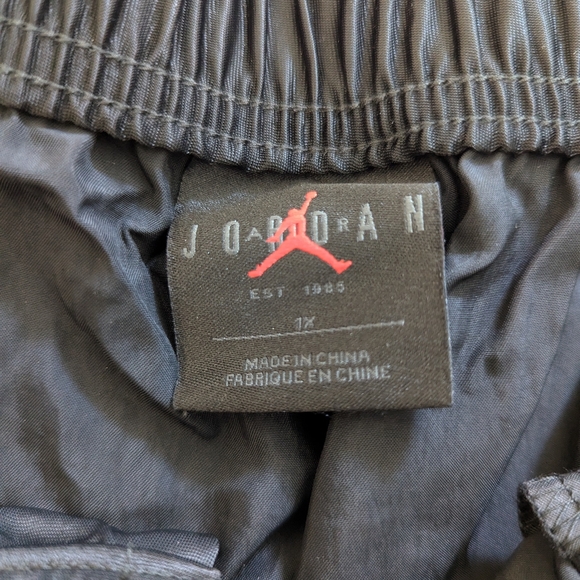 JORDAN
AIR
EST 1985
1X
MADE IN CHINA
FABRIQUE EN CHINE